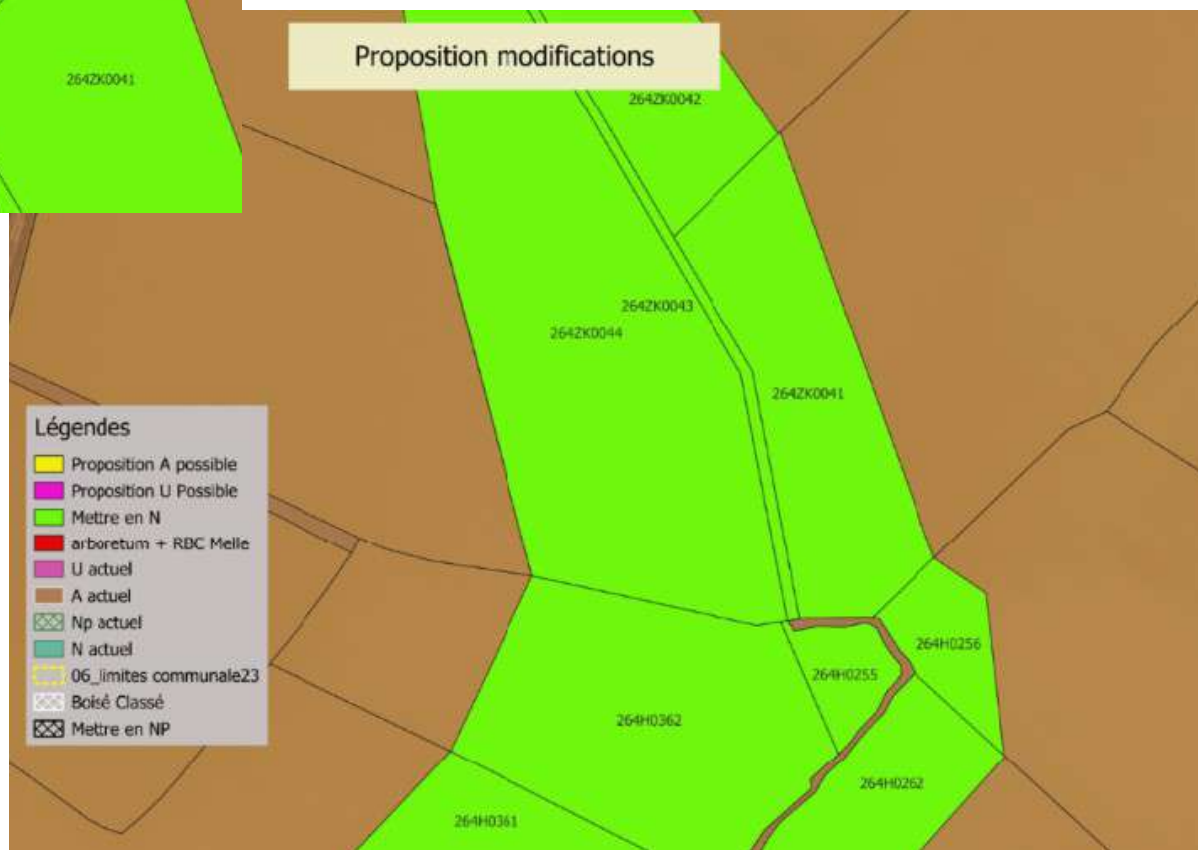 264ZK0041
Proposition modifications
264ZK0042
264ZK0043
264ZK0044
264ZK0041
Légendes
Proposition A possible
Proposition U Possible
Mettre en N
arboretum + RBC Melle
U actuel
A actuel
Np actuel
N actuel
06_limites communale23
Boisé Classé
Mettre en NP
264H0256
264H0255
264H0362
264H0262
264H0361